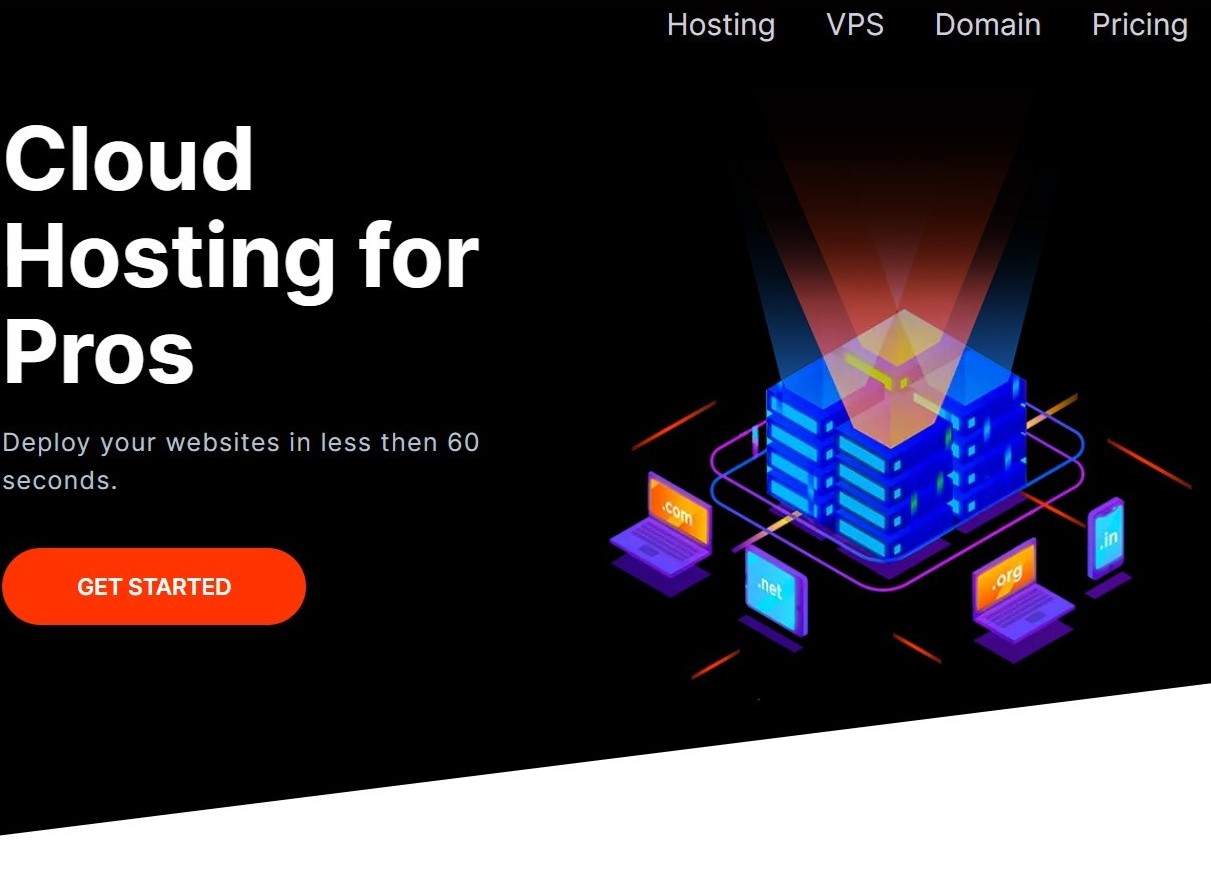 Hosting VPS Domain Pricing
Cloud
Hosting for
Pros
Deploy your websites in less then 60
seconds.
GET STARTED
.com
.net
.org
.in